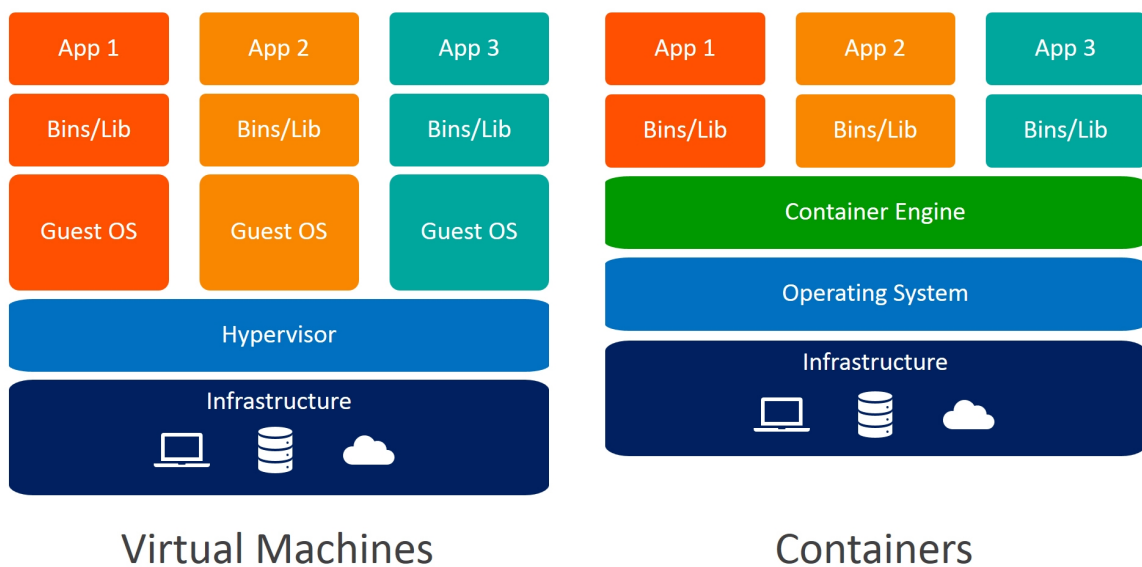 App 1
App 2
App 3
Bins/Lib
Bins/Lib
Bins/Lib
Guest OS
Guest OS
Guest OS
Hypervisor
Infrastructure
Virtual Machines
App 1
App 2
App 3
Bins/Lib
Bins/Lib
Bins/Lib
Container Engine
Operating System
Infrastructure
Containers